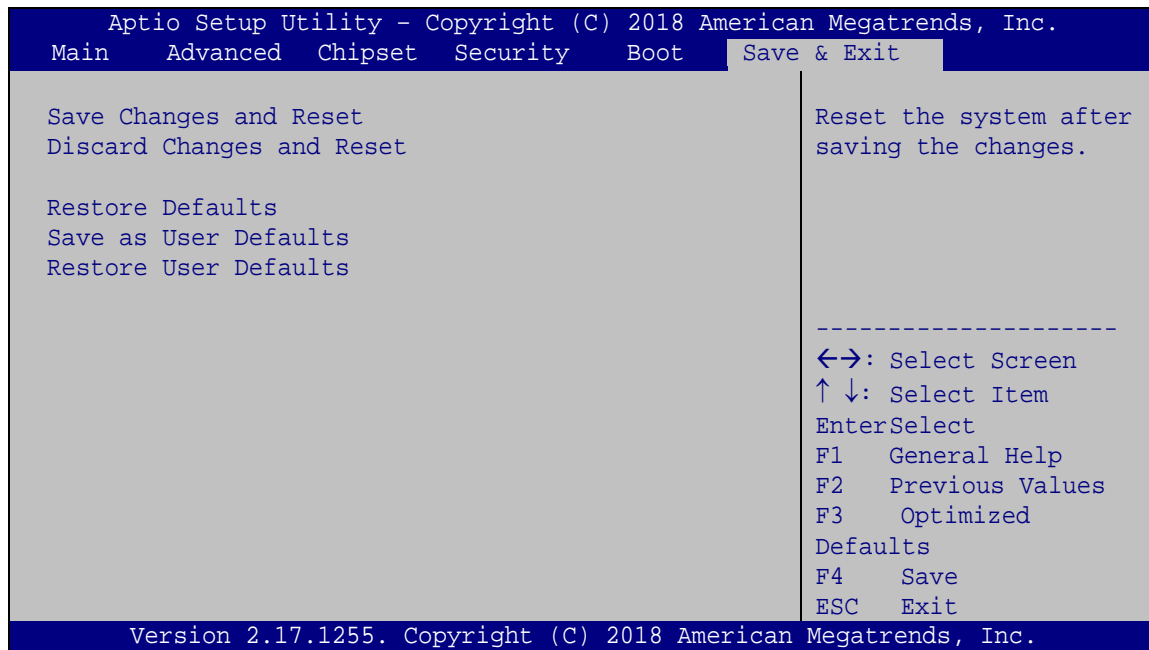 Aptio Setup Utility – Copyright (C) 2018 American Megatrends, Inc.
Main Advanced Chipset Security Boot Save & Exit
Save Changes and Reset
Discard Changes and Reset
Restore Defaults
Save as User Defaults
Restore User Defaults
Reset the system after
saving the changes.
---------------------
←→: Select Screen
↑ ↓: Select Item
EnterSelect
F1 General Help
F2 Previous Values
F3 Optimized
Defaults
F4 Save
ESC Exit
Version 2.17.1255. Copyright (C) 2018 American Megatrends, Inc.